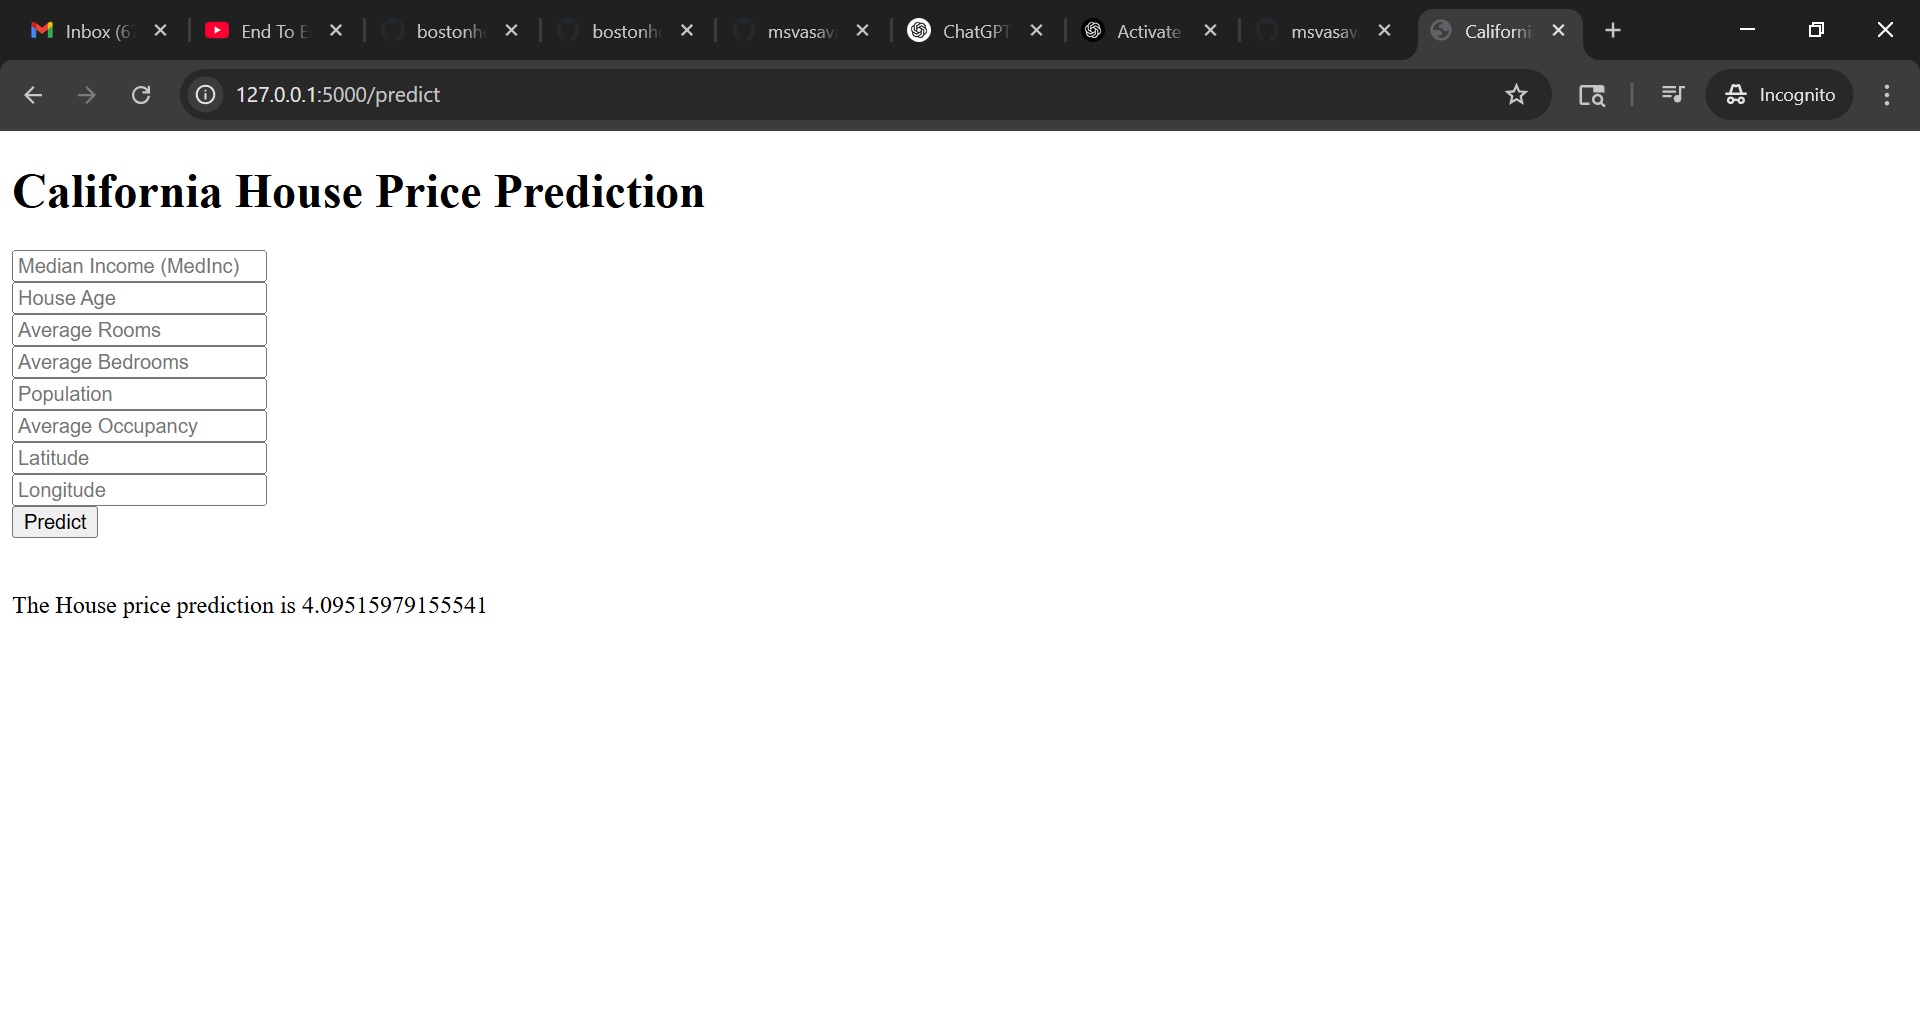 Inbox (6
End To E
bostonh
bostonh
msvasav
ChatGPT
Activate
msvasav
Californi
127.0.0.1:5000/predict
Incognito
California House Price Prediction
Median Income (MedInc)
House Age
Average Rooms
Average Bedrooms
Population
Average Occupancy
Latitude
Longitude
Predict
The House price prediction is 4.09515979155541